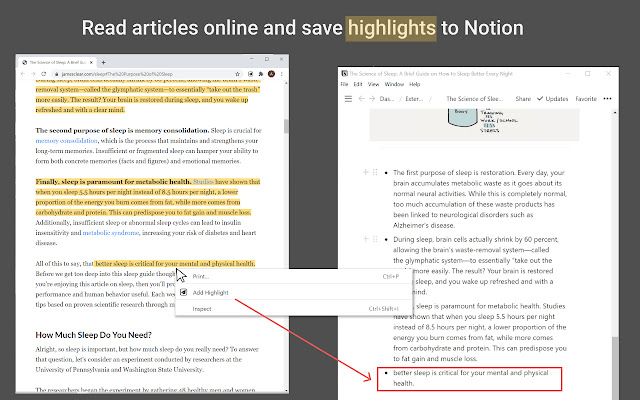 Read articles online and save highlights to Notion
The Science of Sleep: A Brief Gu
jamesclear.com/sleep#The%20Purpose%20of%20Sleep
During sleep, brain cells actually shrink by 60 percent, allowing the brain's waste-
removal system—called the glymphatic system—to essentially "take out the trash"
more easily. The result? Your brain is restored during sleep, and you wake up
refreshed and with a clear mind.
The second purpose of sleep is memory consolidation. Sleep is crucial for
memory consolidation, which is the process that maintains and strengthens your
long-term memories. Insufficient or fragmented sleep can hamper your ability to
form both concrete memories (facts and figures) and emotional memories.
Finally, sleep is paramount for metabolic health. Studies have shown that
when you sleep 5.5 hours per night instead of 8.5 hours per night, a lower
proportion of the energy you burn comes from fat, while more comes from
carbohydrate and protein. This can predispose you to fat gain and muscle loss.
Additionally, insufficient sleep or abnormal sleep cycles can lead to insulin
insensitivity and metabolic syndrome, increasing your risk of diabetes and heart
disease.
All of this to say, that better sleep is critical for your mental and physical health.
Before we get too deep into this sleep guide though
you're enjoying this article on sleep, then you'll pro
performance and human behavior useful. Each wee
tips based on proven scientific research through m
How Much Sleep Do You Need?
Alright, so sleep is important, but how much sleep do you really need? To answer
that question, let's consider an experiment conducted by researchers at the
University of Pennsylvania and Washington State University.
The researchers began the experiment by gathering 48 healthy men and women
Print... Ctrl+P
Add Highlight
Inspect Ctrl+Shift+I
The Science of Sleep: A Brief Guide on How to Sleep Better Every Night
File Edit View Window Help
Das... / Exter... / The Science of Slee... Share Updates Favorite
The first purpose of sleep is restoration. Every day, your
brain accumulates metabolic waste as it goes about its
normal neural activities. While this is completely normal,
too much accumulation of these waste products has
been linked to neurological disorders such as
Alzheimer's disease.
During sleep, brain cells actually shrink by 60 percent,
allowing the brain's waste-removal system—called
the glymphatic system—to essentially "take out the
trash" more easily. The result? Your brain is restored
during sleep, and you wake up refreshed and with a
clear mind.
sleep is paramount for metabolic health. Studies
have shown that when you sleep 5.5 hours per night
instead of 8.5 hours per night, a lower proportion of
the energy you burn comes from fat, while more comes
from carbohydrate and protein. This can predispose you
to fat gain and muscle loss.
better sleep is critical for your mental and physical
health.